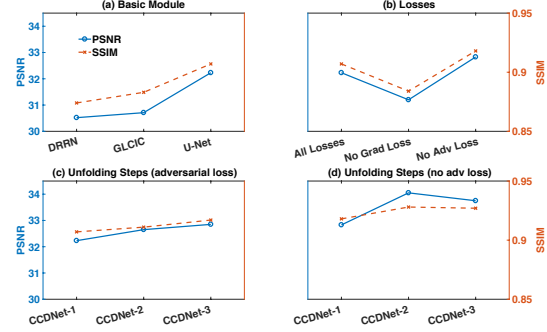 (a) Basic Module
(b) Losses
34
33
32
31
30
PSNR
PSNR
SSIM
DRRN
GLCIC
U-Net
0.95
0.9
0.85
SSIM
All Losses
No Grad Loss
No Adv Loss
(c) Unfolding Steps (adversarial loss)
(d) Unfolding Steps (no adv loss)
34
33
32
31
30
PSNR
CCDNet-1
CCDNet-2
CCDNet-3
0.95
0.9
0.85
SSIM
CCDNet-1
CCDNet-2
CCDNet-3